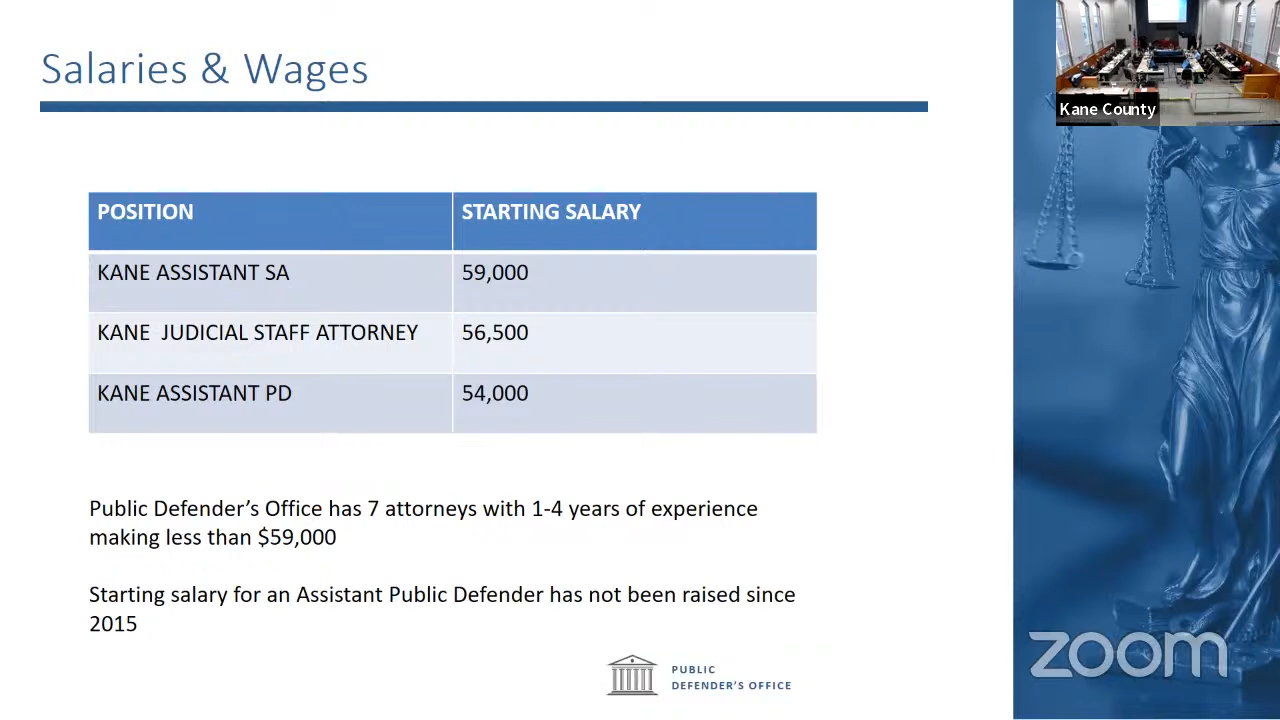 Salaries & Wages
Kane County
POSITION STARTING SALARY
KANE ASSISTANT SA 59,000
KANE JUDICIAL STAFF ATTORNEY 56,500
KANE ASSISTANT PD 54,000
Public Defender’s Office has 7 attorneys with 1-4 years of experience
making less than $59,000
Starting salary for an Assistant Public Defender has not been raised since
2015
PUBLIC
DEFENDER'S OFFICE
zoom